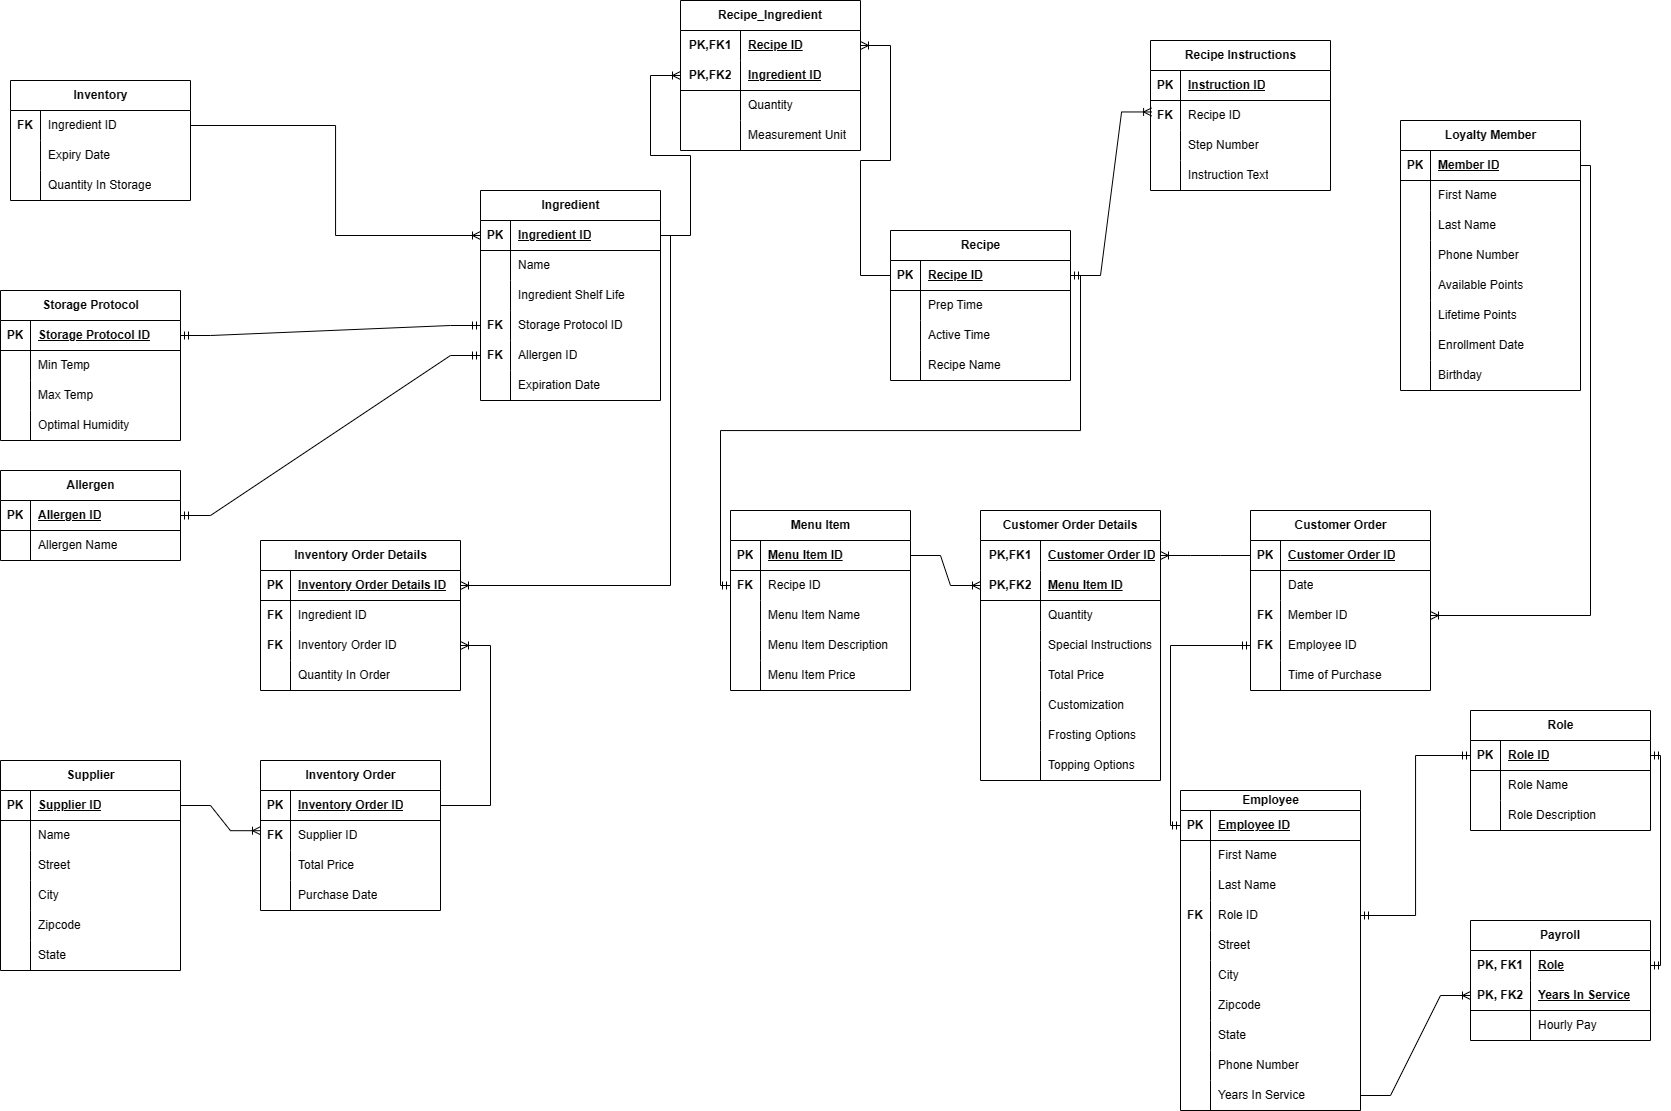 Recipe_Ingredient
PK,FK1 Recipe ID
PK,FK2 Ingredient ID
Quantity
Measurement Unit
Recipe Instructions
PK Instruction ID
FK Recipe ID
Step Number
Instruction Text
Inventory
FK Ingredient ID
Expiry Date
Quantity In Storage
Loyalty Member
PK Member ID
First Name
Last Name
Phone Number
Available Points
Lifetime Points
Enrollment Date
Birthday
Ingredient
PK Ingredient ID
Name
Ingredient Shelf Life
FK Storage Protocol ID
FK Allergen ID
Expiration Date
Recipe
PK Recipe ID
Prep Time
Active Time
Recipe Name
Storage Protocol
PK Storage Protocol ID
Min Temp
Max Temp
Optimal Humidity
Allergen
PK Allergen ID
Allergen Name
Inventory Order Details
PK Inventory Order Details ID
FK Ingredient ID
FK Inventory Order ID
Quantity In Order
Menu Item
PK Menu Item ID
FK Recipe ID
Menu Item Name
Menu Item Description
Menu Item Price
Customer Order Details
PK,FK1 Customer Order ID
PK,FK2 Menu Item ID
Quantity
Special Instructions
Total Price
Customization
Frosting Options
Topping Options
Customer Order
PK Customer Order ID
Date
FK Member ID
FK Employee ID
Time of Purchase
Role
PK Role ID
Role Name
Role Description
Supplier
PK Supplier ID
Name
Street
City
Zipcode
State
Inventory Order
PK Inventory Order ID
FK Supplier ID
Total Price
Purchase Date
Employee
PK Employee ID
First Name
Last Name
FK Role ID
Street
City
Zipcode
State
Phone Number
Years In Service
Payroll
PK, FK1 Role
PK, FK2 Years In Service
Hourly Pay